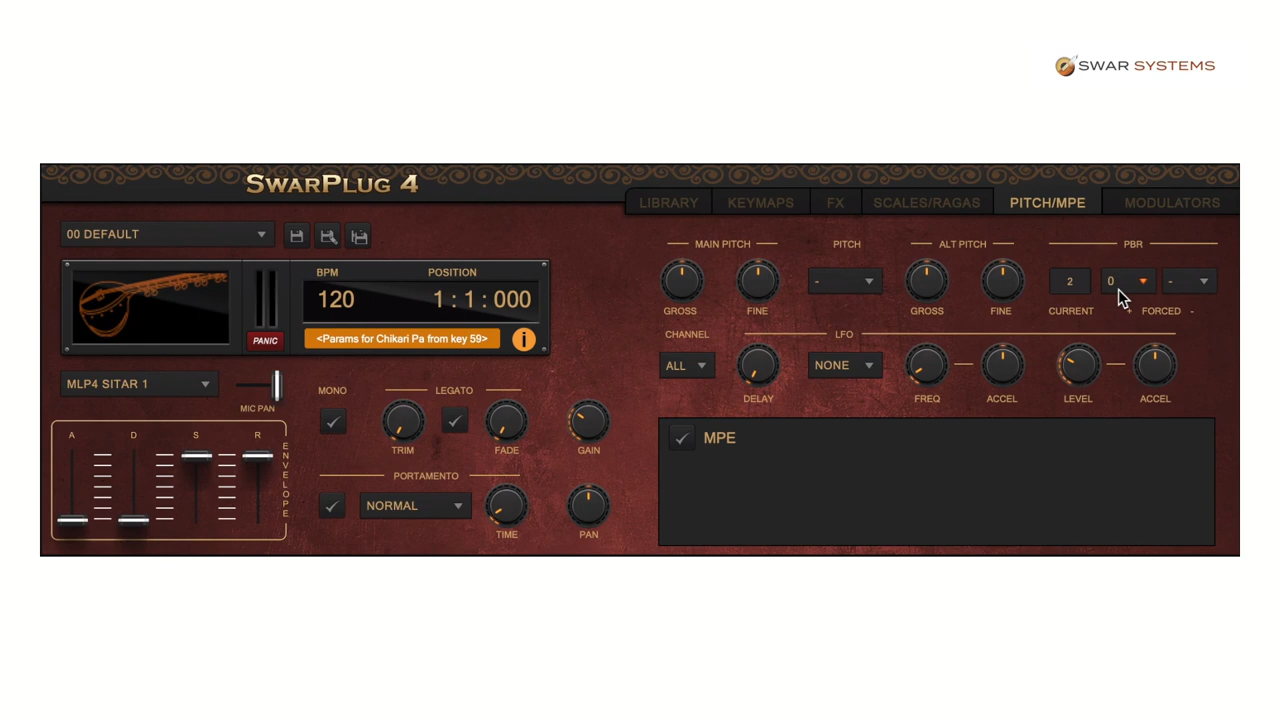 SWAR SYSTEMS
SWARPLUG 4
LIBRARY KEYMAPS FX SCALES/RAGAS PITCH/MPE MODULATORS
00 DEFAULT
MAIN PITCH PITCH ALT PITCH PBR
BPM POSITION
120 1:1:000
- 2 0 -
GROSS FINE GROSS FINE CURRENT + FORCED -
PANIC
<Params for Chikari Pa from key 59> i
CHANNEL LFO
ALL NONE
MLP4 SITAR 1
MIC PAN
DELAY FREQ ACCEL LEVEL ACCEL
MONO LEGATO
TRIM FADE GAIN
A D S R
ENVELOPE
MPE
PORTAMENTO
NORMAL
TIME PAN